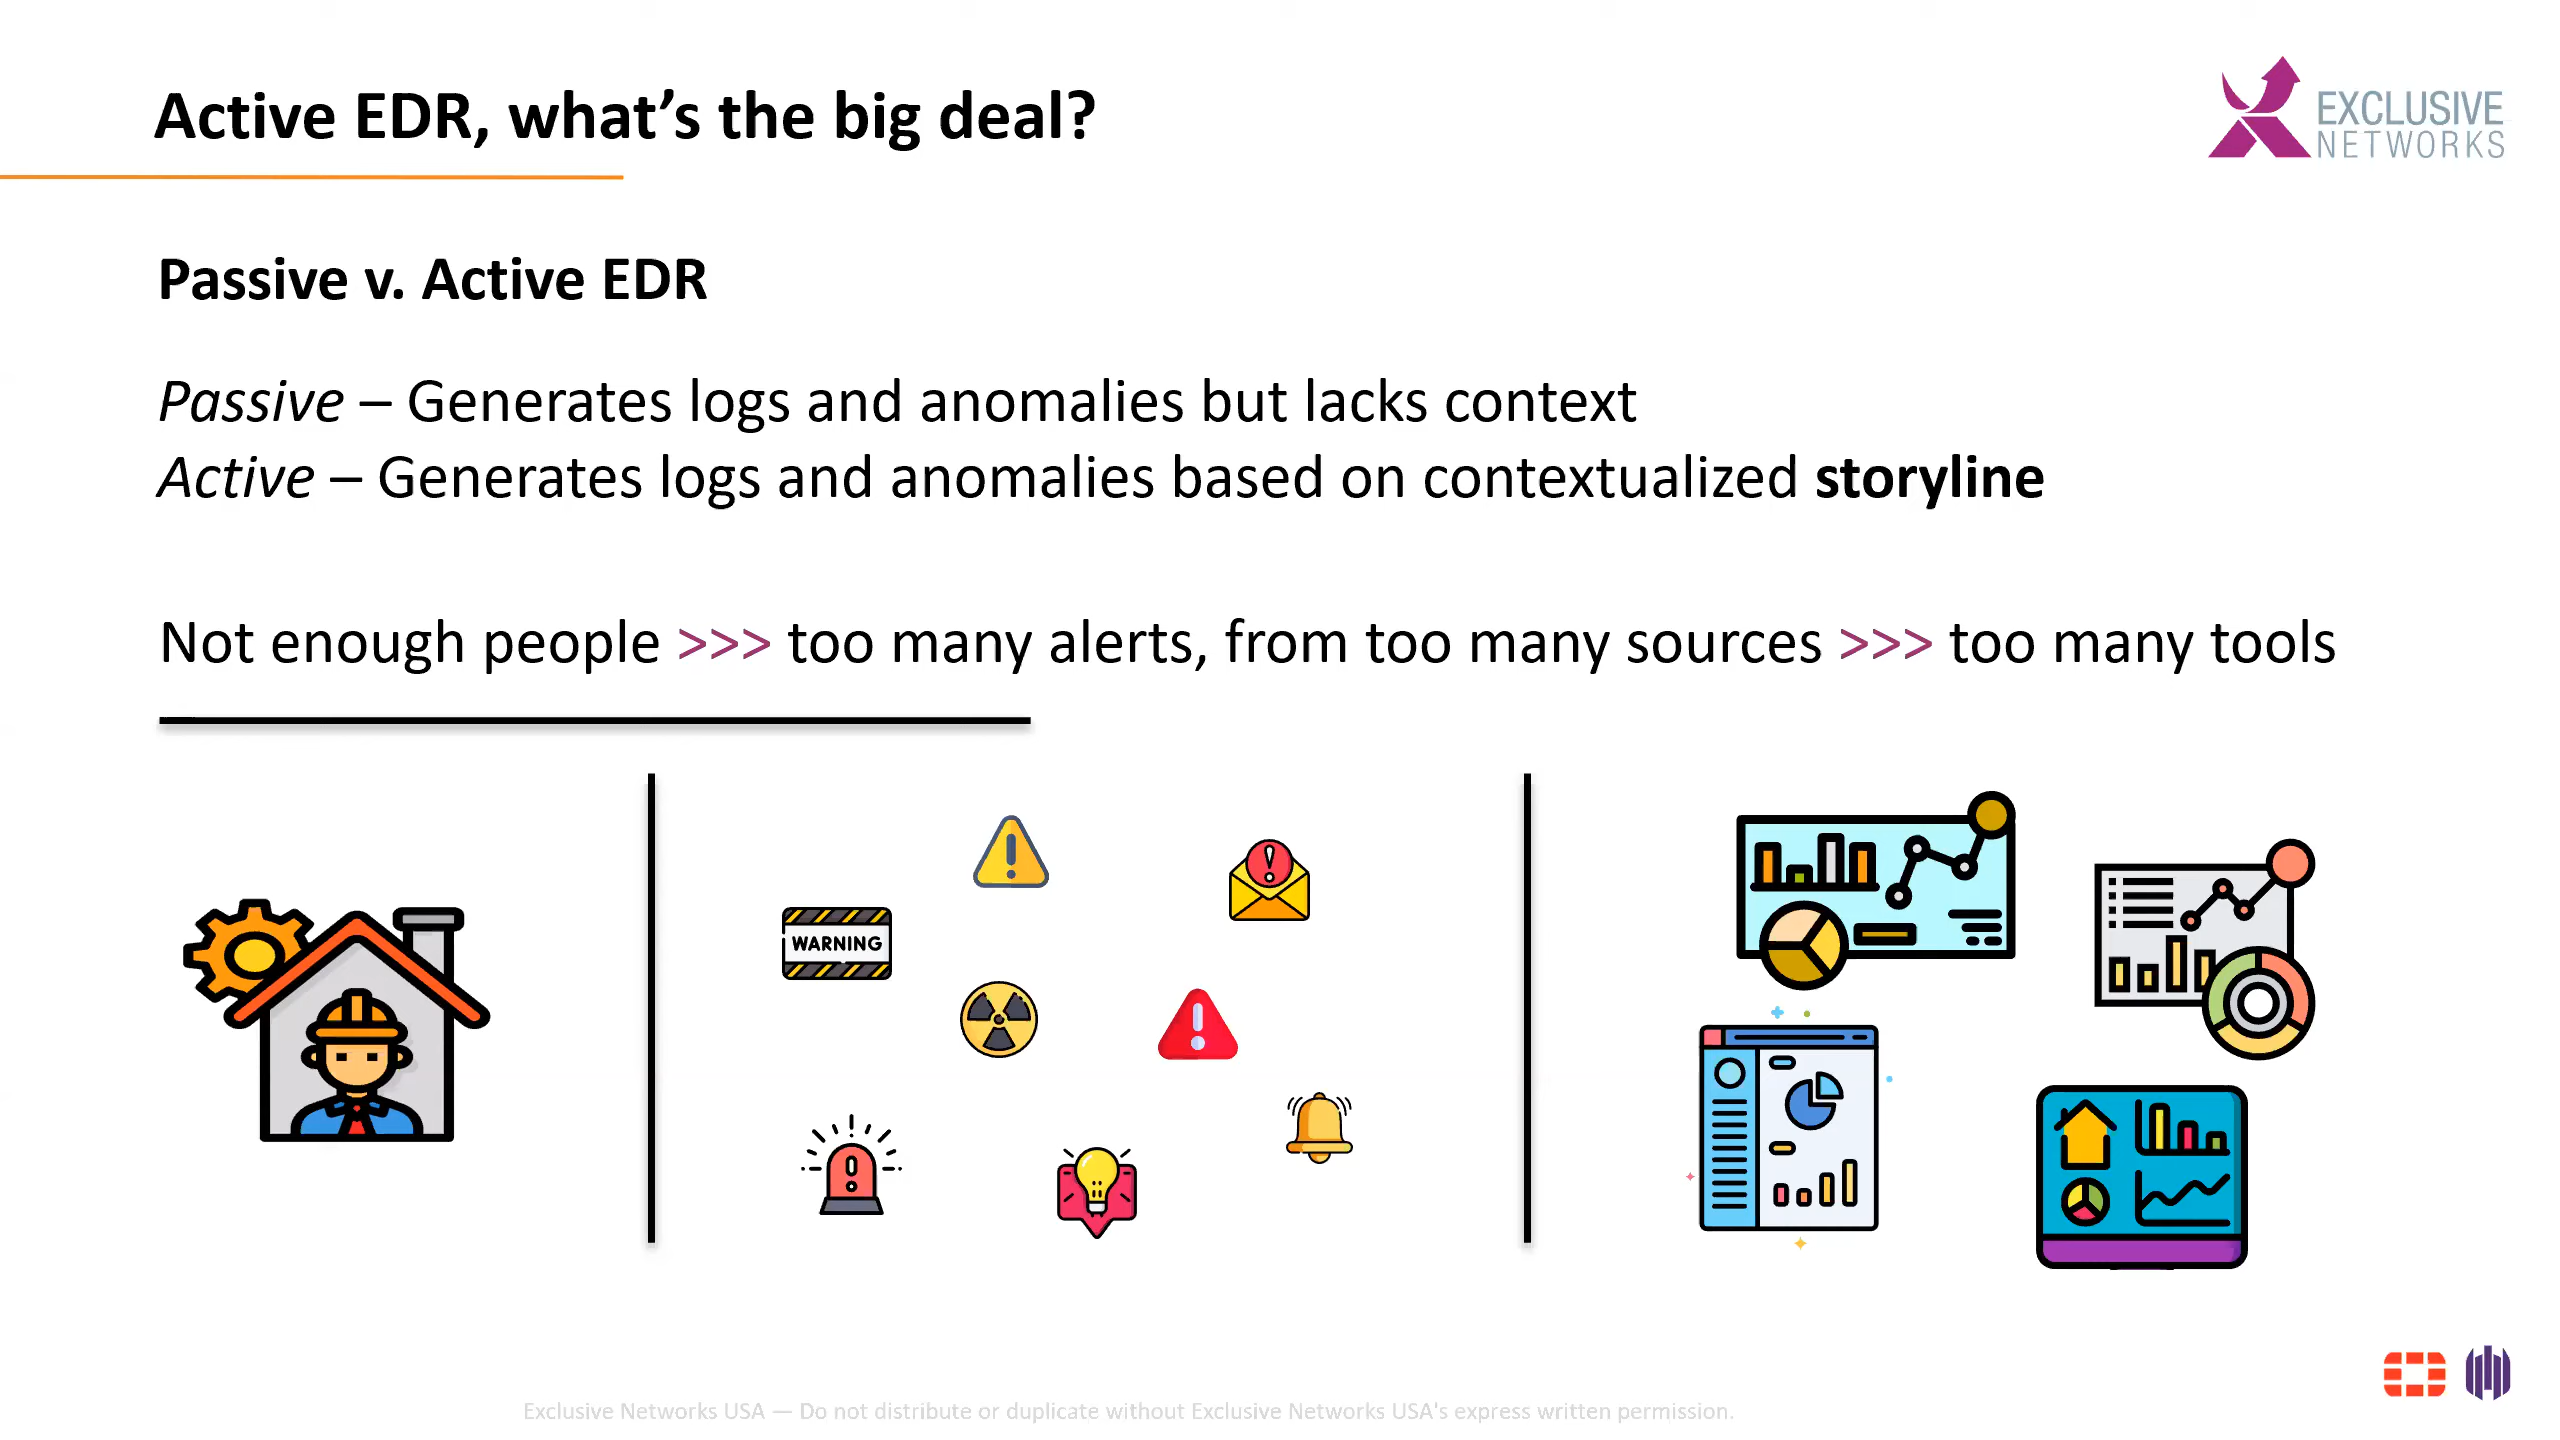 Active EDR, what’s the big deal?
EXCLUSIVE
NETWORKS
Passive v. Active EDR
Passive – Generates logs and anomalies but lacks context
Active – Generates logs and anomalies based on contextualized storyline
Not enough people >>> too many alerts, from too many sources >>> too many tools
WARNING
Exclusive Networks USA — Do not distribute or duplicate without Exclusive Networks USA's express written permission.